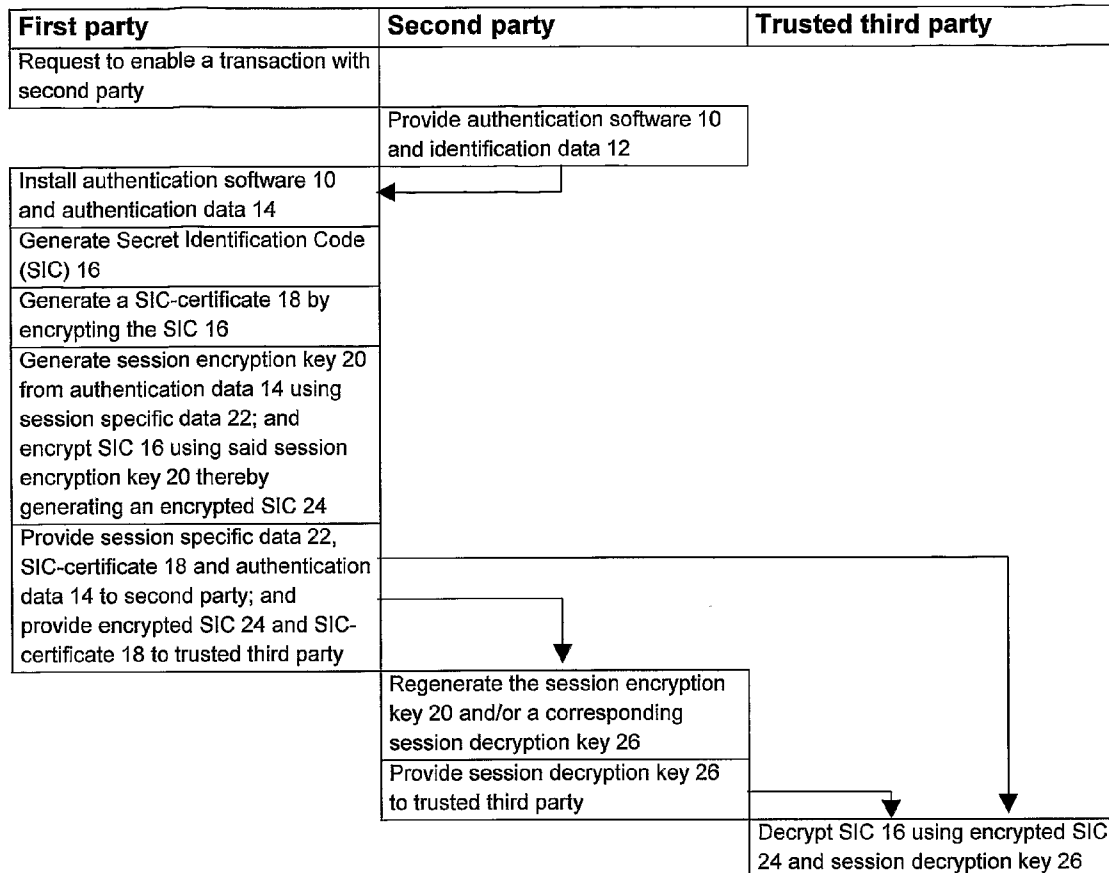 First party
Second party
Trusted third party
Request to enable a transaction with
second party
Provide authentication software 10
and identification data 12
Install authentication software 10
and authentication data 14
Generate Secret Identification Code
(SIC) 16
Generate a SIC-certificate 18 by
encrypting the SIC 16
Generate session encryption key 20
from authentication data 14 using
session specific data 22; and
encrypt SIC 16 using said session
encryption key 20 thereby
generating an encrypted SIC 24
Provide session specific data 22,
SIC-certificate 18 and authentication
data 14 to second party; and
provide encrypted SIC 24 and SIC-
certificate 18 to trusted third party
Regenerate the session encryption
key 20 and/or a corresponding
session decryption key 26
Provide session decryption key 26
to trusted third party
Decrypt SIC 16 using encrypted SIC
24 and session decryption key 26